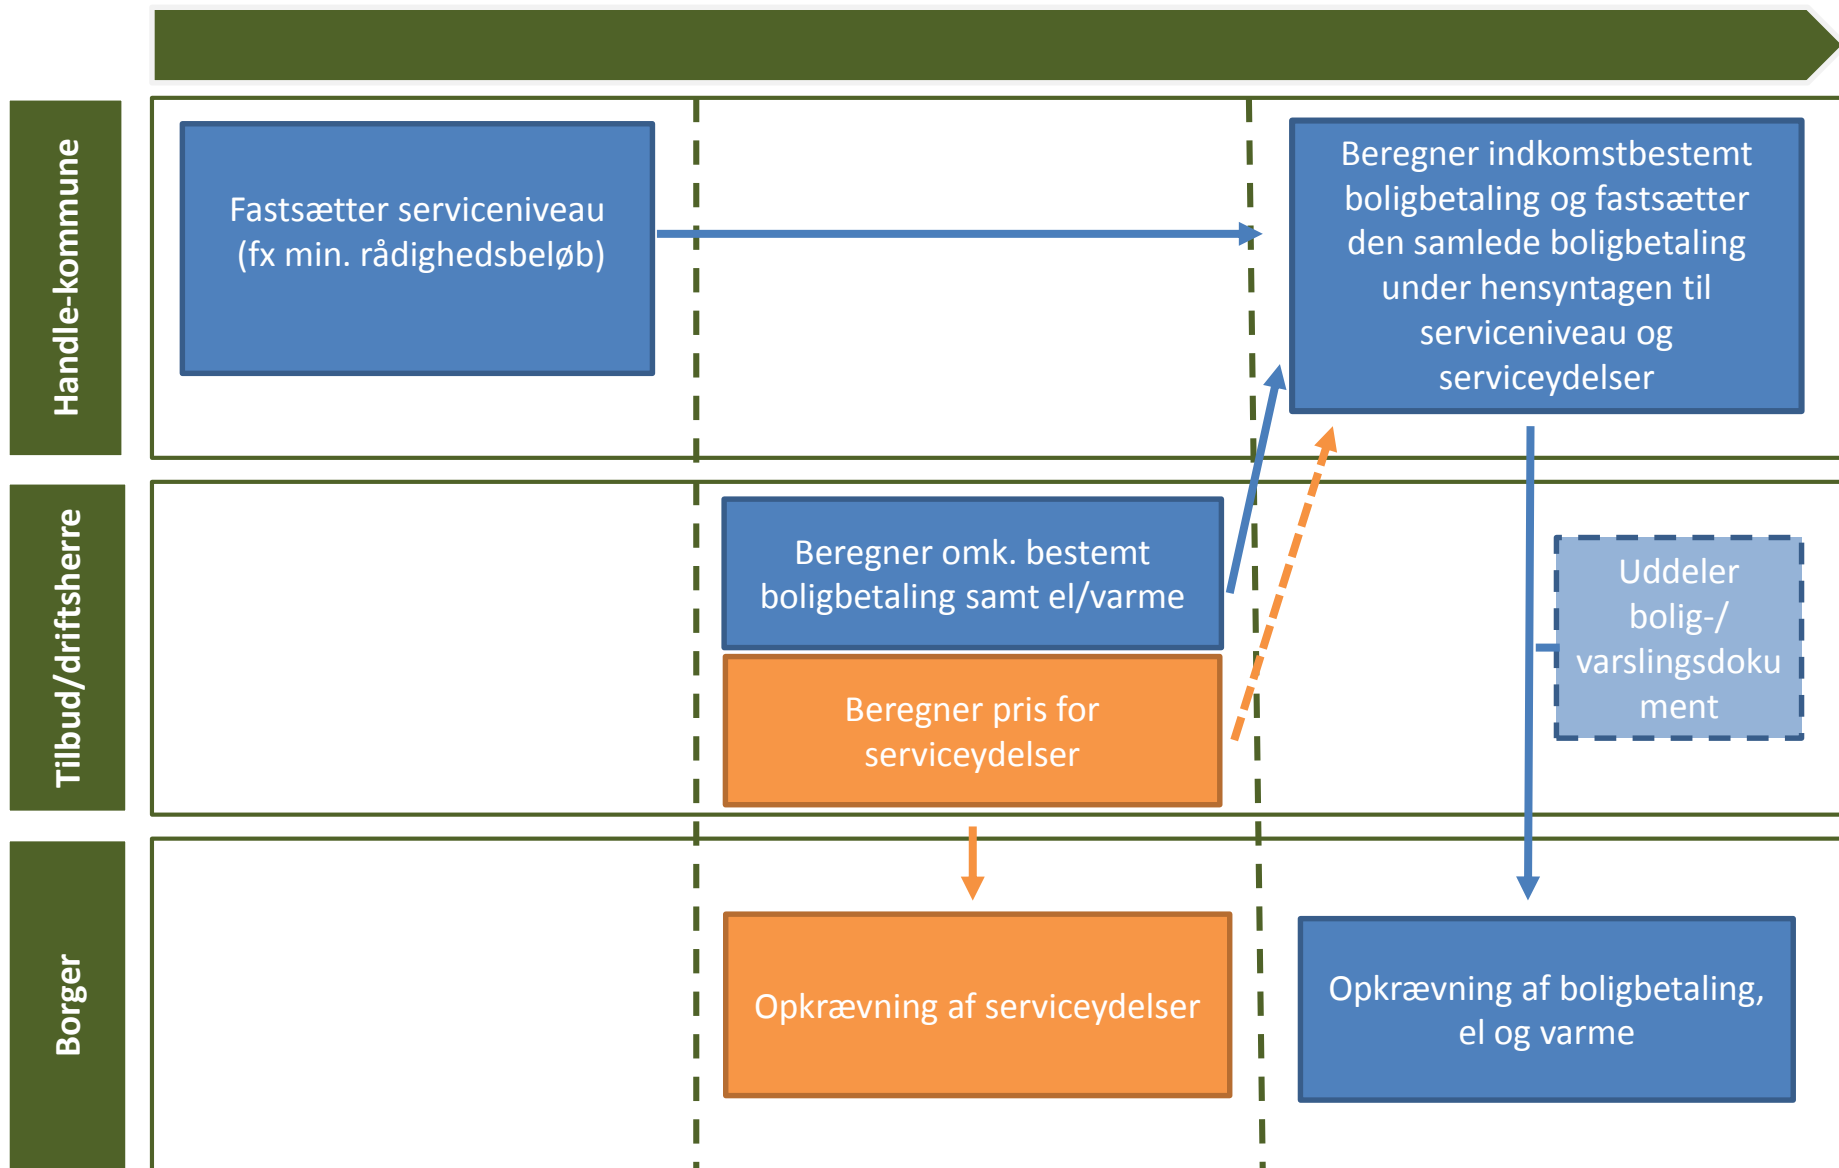 Handle-kommune
Fastsætter serviceniveau
(fx min. rådighedsbeløb)
Beregner indkomstbestemt
boligbetaling og fastsætter
den samlede boligbetaling
under hensyntagen til
serviceniveau og
serviceydelser
Tilbud/driftsherre
Beregner omk. bestemt
boligbetaling samt el/varme
Beregner pris for
serviceydelser
Uddeler
bolig-/
varslingsdoku
ment
Borger
Opkrævning af serviceydelser
Opkrævning af boligbetaling,
el og varme